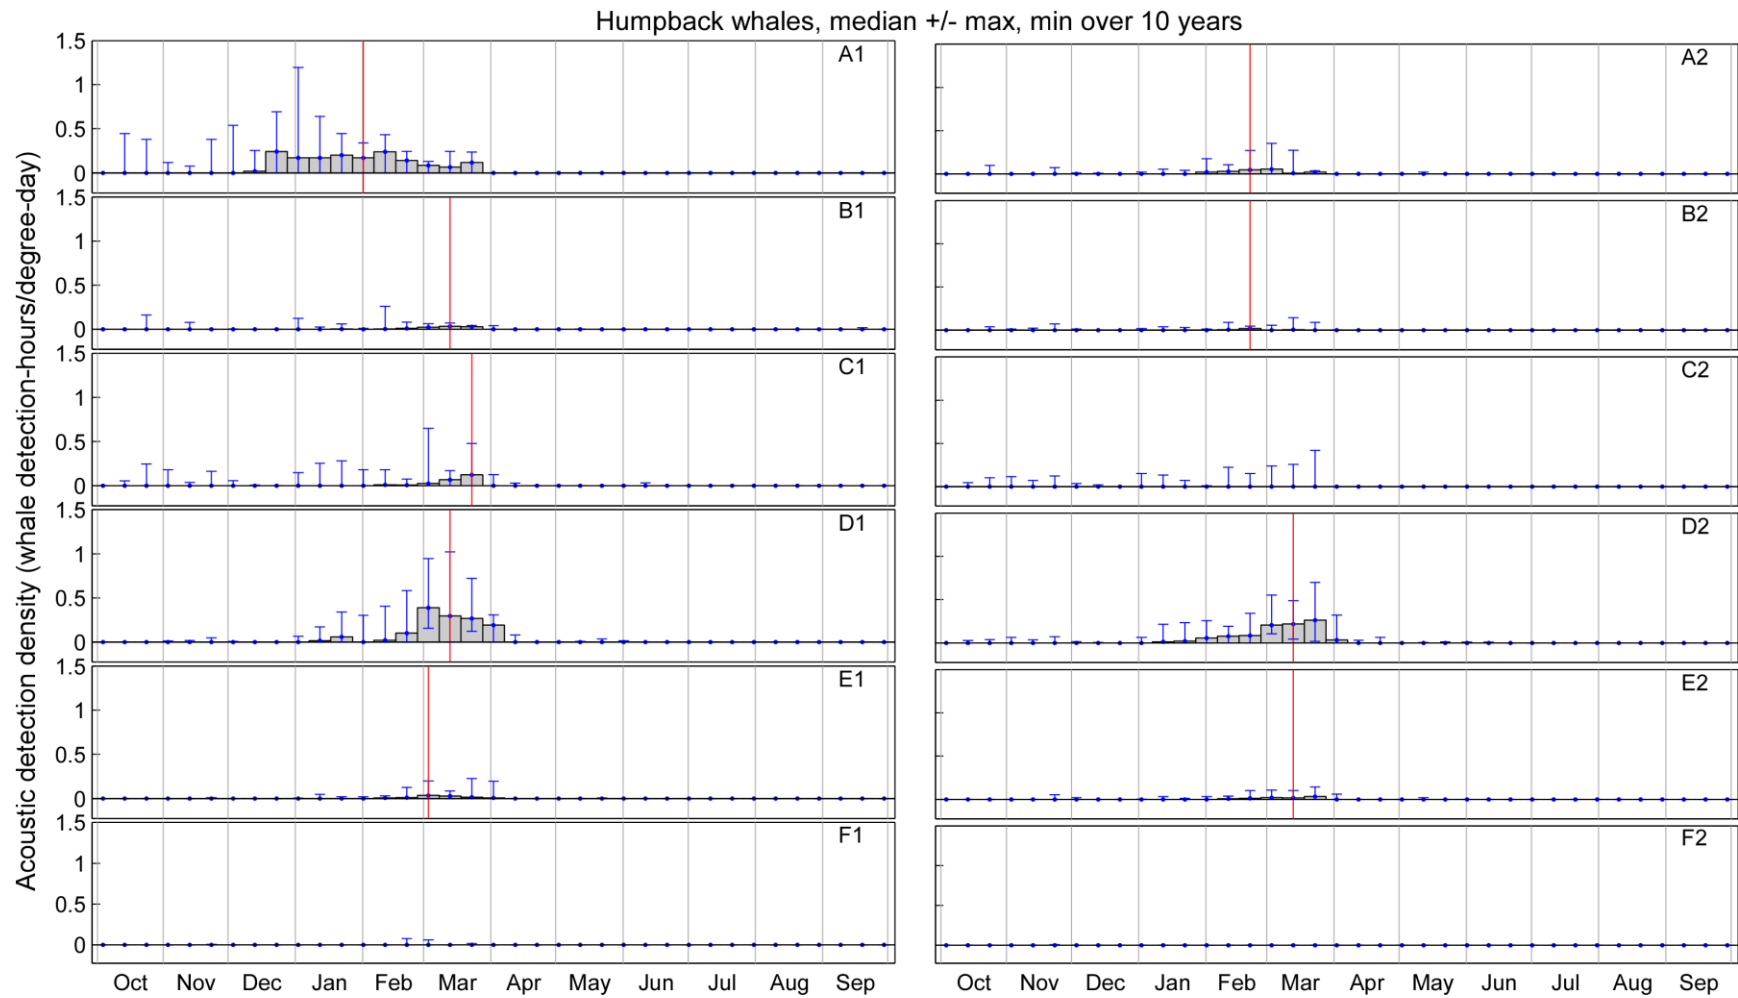 Humpback whales, median +/- max, min over 10 years
Acoustic detection density (whale detection-hours/degree-day)
1.5
1
0.5
0
A1
A2
1.5
1
0.5
0
B1
B2
1.5
1
0.5
0
C1
C2
1.5
1
0.5
0
D1
D2
1.5
1
0.5
0
E1
E2
1.5
1
0.5
0
F1
F2
Oct Nov Dec Jan Feb Mar Apr May Jun Jul Aug Sep
Oct Nov Dec Jan Feb Mar Apr May Jun Jul Aug Sep